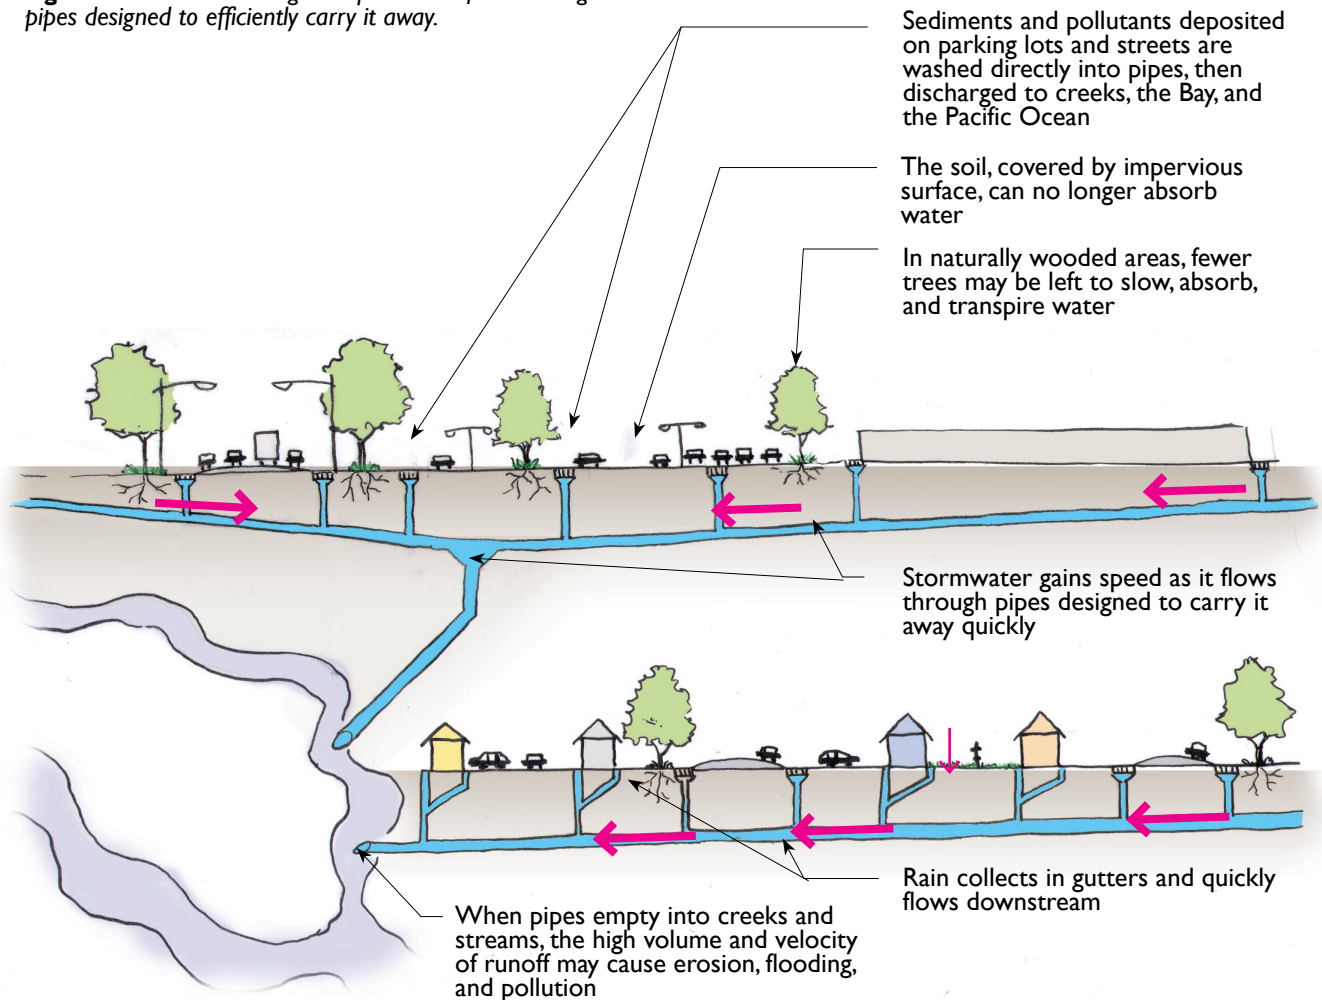 pipes designed to efficiently carry it away.
Sediments and pollutants deposited
on parking lots and streets are
washed directly into pipes, then
discharged to creeks, the Bay, and
the Pacific Ocean
The soil, covered by impervious
surface, can no longer absorb
water
In naturally wooded areas, fewer
trees may be left to slow, absorb,
and transpire water
Stormwater gains speed as it flows
through pipes designed to carry it
away quickly
Rain collects in gutters and quickly
flows downstream
When pipes empty into creeks and
streams, the high volume and velocity
of runoff may cause erosion, flooding,
and pollution